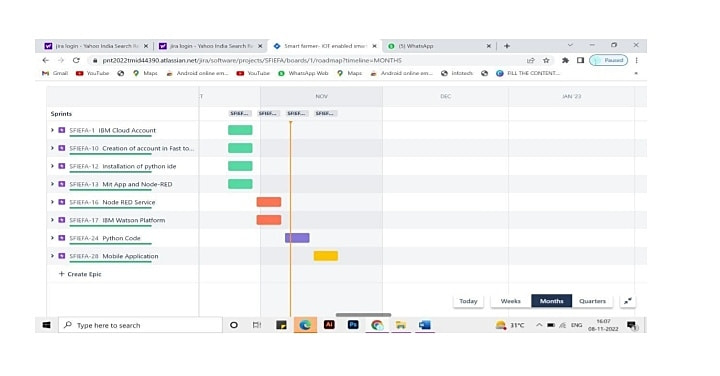 jira login - Yahoo India Search Re
jira login - Yahoo India Search Re
Smart farmer- IOT enabled smar
(5) WhatsApp
pnt2022tmid44390.atlassian.net/jira/software/projects/SFIEFA/boards/1/roadmap?timeline=MONTHS
Paused
Gmail YouTube Maps Android online em... YouTube WhatsApp Web Maps Android online em... infotech FILL THE CONTENT...
T NOV DEC JAN '23
Sprints SFIEF... SFIEF... SFIEF... SFIEF...
SFIEFA-1 IBM Cloud Account
SFIEFA-10 Creation of account in Fast to...
SFIEFA-12 Installation of python ide
SFIEFA-13 Mit App and Node-RED
SFIEFA-16 Node RED Service
SFIEFA-17 IBM Watson Platform
SFIEFA-24 Python Code
SFIEFA-28 Mobile Application
+ Create Epic
Today Weeks Months Quarters
Type here to search
Ai Ps
31°C ENG 16:07
08-11-2022